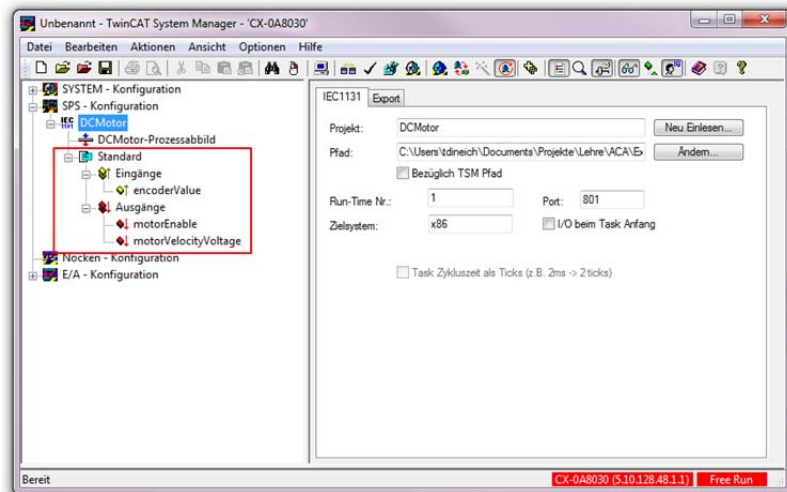 Unbenannt - TwinCAT System Manager - 'CX-0A8030'
Datei Bearbeiten Aktionen Ansicht Optionen Hilfe
SYSTEM - Konfiguration
SPS - Konfiguration
IEC 1131 DCMotor
DCMotor-Prozessabbild
Standard
Eingänge
encoderValue
Ausgänge
motorEnable
motorVelocityVoltage
Nocken - Konfiguration
E/A - Konfiguration
IEC1131 Export
Projekt: DCMotor Neu Einlesen...
Pfad: C:\Users\tdineich\Documents\Projekte\Lehre\ACA\Ex Ändern...
Bezüglich TSM Pfad
Run-Time Nr.: 1 Port: 801
Zielsystem: x86 I/O beim Task Anfang
Task Zykluszeit als Ticks (z.B. 2ms -> 2 ticks)
Bereit CX-0A8030 (5.10.128.48.1.1) Free Run